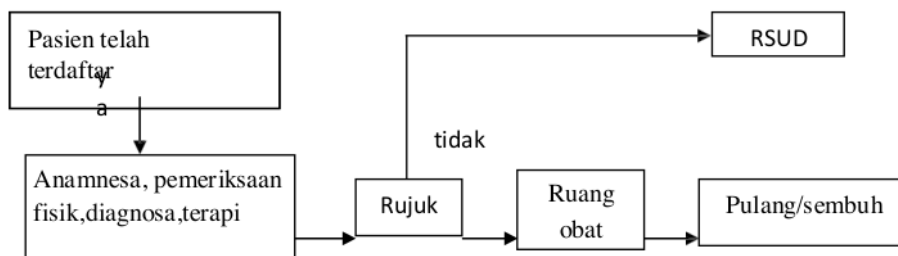 Pasien telah
terdaftar
y
a
RSUD
tidak
Anamnesa, pemeriksaan
fisik,diagnosa,terapi
Rujuk
Ruang
obat
Pulang/sembuh